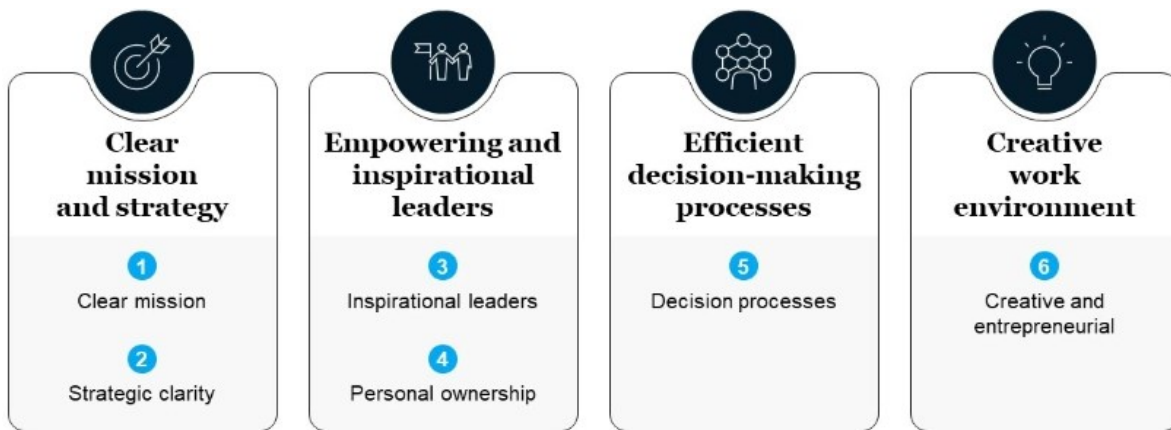 Clear
mission
and strategy
1
Clear mission
2
Strategic clarity
Empowering and
inspirational
leaders
3
Inspirational leaders
4
Personal ownership
Efficient
decision-making
processes
5
Decision processes
Creative
work
environment
6
Creative and
entrepreneurial